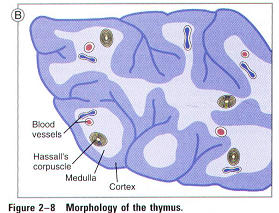 B
Blood
vessels
Hassall's
corpuscle
Medulla
Cortex
Figure 2–8 Morphology of the thymus.